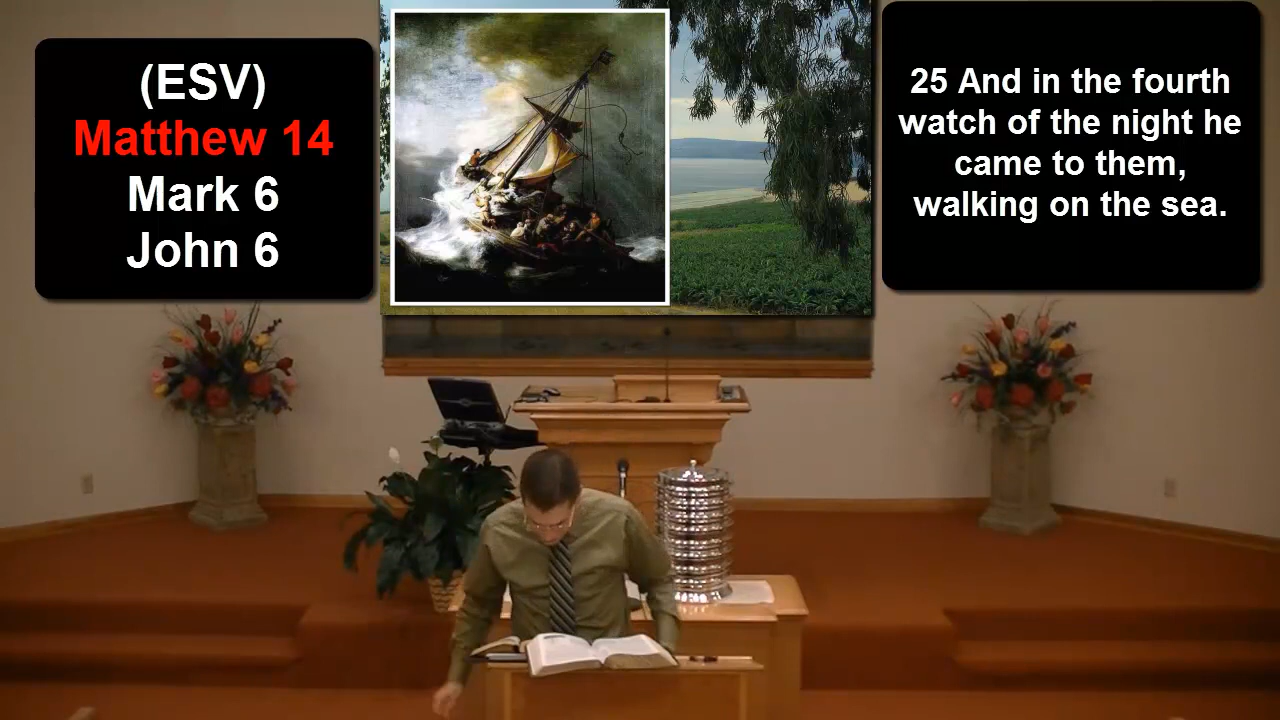 (ESV)
Matthew 14
Mark 6
John 6
25 And in the fourth
watch of the night he
came to them,
walking on the sea.